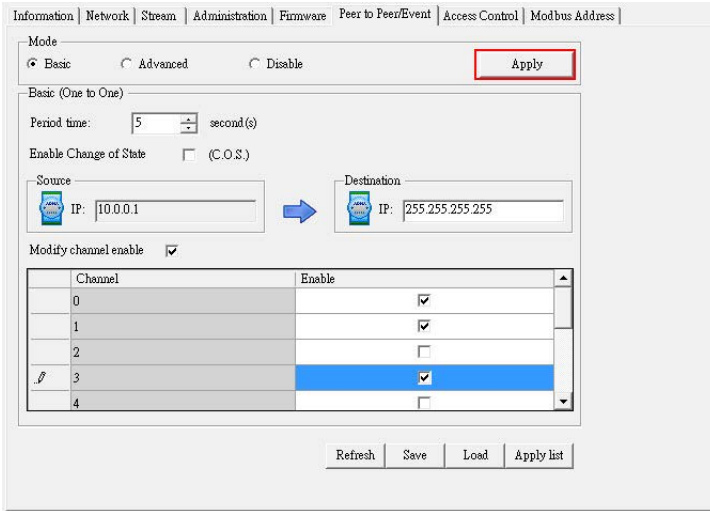 Information Network Stream Administration Firmware Peer to Peer/Event Access Control Modbus Address
Mode
Basic Advanced Disable Apply
Basic (One to One)
Period time: 5 second(s)
Enable Change of State (C.O.S.)
Source Destination
IP: 10.0.0.1 IP: 255.255.255.255
Modify channel enable
Channel Enable
0
1
2
3
4
Refresh Save Load Apply list